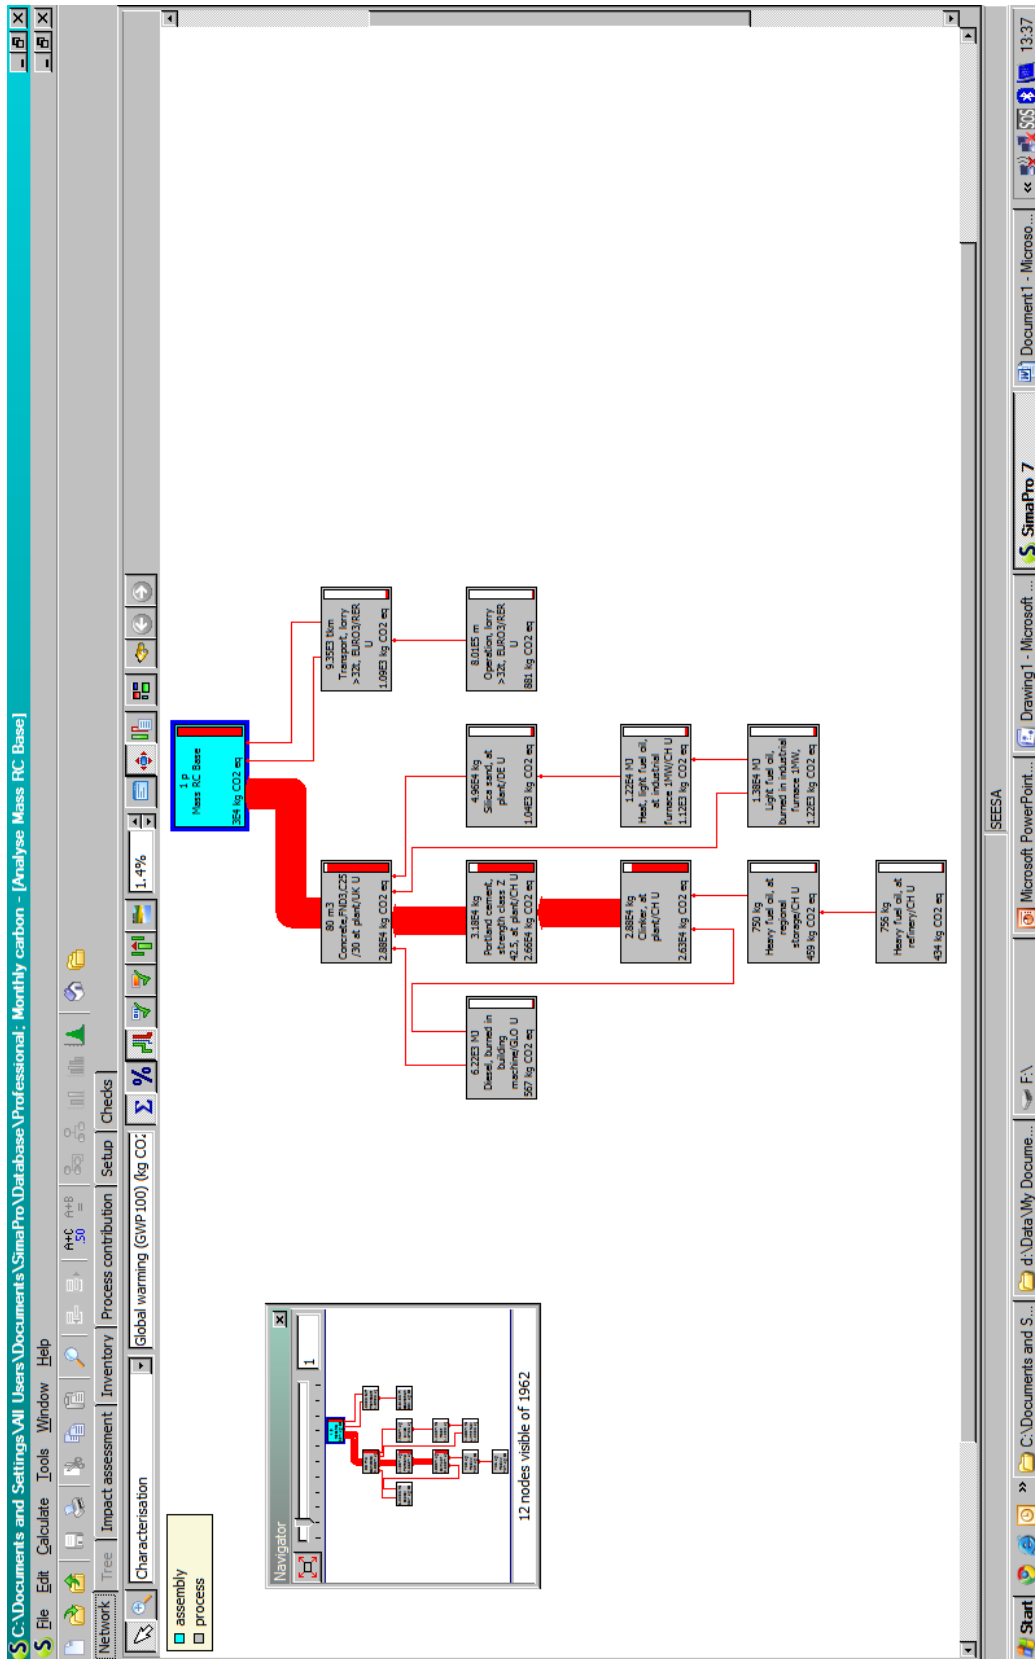 C:\Documents and Settings\All Users\Documents\SimaPro\Database\Professional; Monthly carbon - [Analyse Mass RC Base]
File Edit Calculate Tools Window Help
A+C .50 A+B =
Network Tree Impact assessment Inventory Process contribution Setup Checks
Characterisation Global warming (GWP100) (kg CO2 Σ % 1.4%
assembly
process
Navigator
1
12 nodes visible of 1962
1 p
Mass RC Base
3E4 kg CO2 eq
80 m3
Concrete,FND3,C25
/30 at plant/UK U
2.88E4 kg CO2 eq
9.35E3 tkm
Transport, lorry
>32t, EURO3/RER
U
1.09E3 kg CO2 eq
6.22E3 MJ
Diesel, burned in
building
machine/GLO U
567 kg CO2 eq
3.18E4 kg
Portland cement,
strength class Z
42.5, at plant/CH U
2.66E4 kg CO2 eq
4.96E4 kg
Silica sand, at
plant/DE U
1.04E3 kg CO2 eq
8.01E5 m
Operation, lorry
>32t, EURO3/RER
U
881 kg CO2 eq
2.88E4 kg
Clinker, at
plant/CH U
2.63E4 kg CO2 eq
1.22E4 MJ
Heat, light fuel oil,
at industrial
furnace 1MW/CH U
1.12E3 kg CO2 eq
750 kg
Heavy fuel oil, at
regional
storage/CH U
459 kg CO2 eq
1.38E4 MJ
Light fuel oil,
burned in industrial
furnace 1MW,
1.22E3 kg CO2 eq
756 kg
Heavy fuel oil, at
refinery/CH U
434 kg CO2 eq
SEESA
Start » C:\Documents and S... d:\Data\My Docume... F:\ Microsoft PowerPoint... Drawing1 - Microsoft ... SimaPro 7 Document1 - Microso... « SOS 13:37